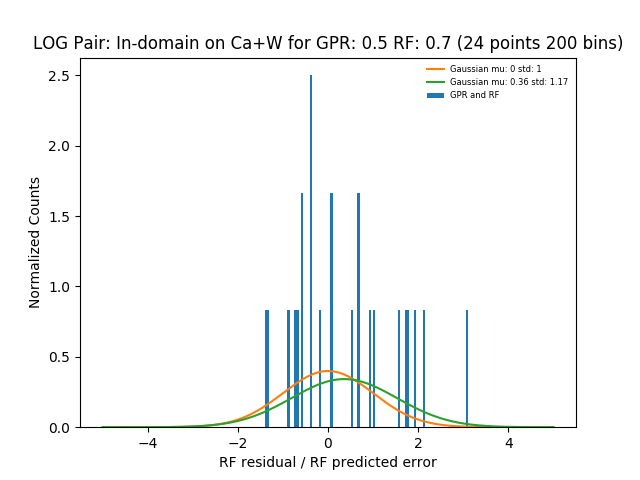 LOG Pair: In-domain on Ca+W for GPR: 0.5 RF: 0.7 (24 points 200 bins)
Gaussian mu: 0 std: 1
Gaussian mu: 0.36 std: 1.17
GPR and RF
Normalized Counts
2.5
2.0
1.5
1.0
0.5
0.0
−4
−2
0
2
4
RF residual / RF predicted error